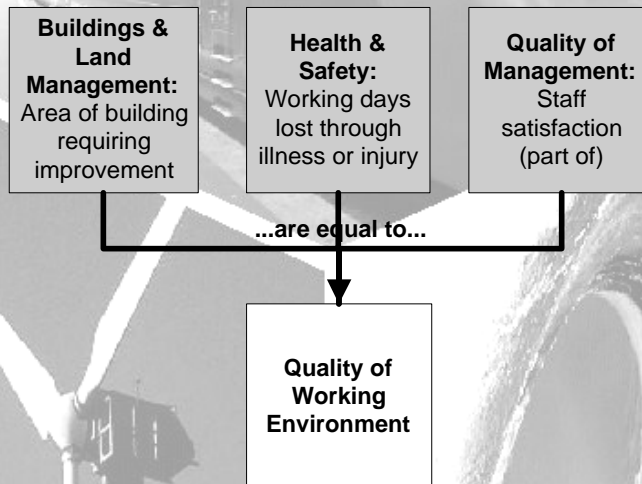 Buildings &
Land
Management:
Area of building
requiring
improvement
Health &
Safety:
Working days
lost through
illness or injury
Quality of
Management:
Staff
satisfaction
(part of)
...are equal to...
Quality of
Working
Environment